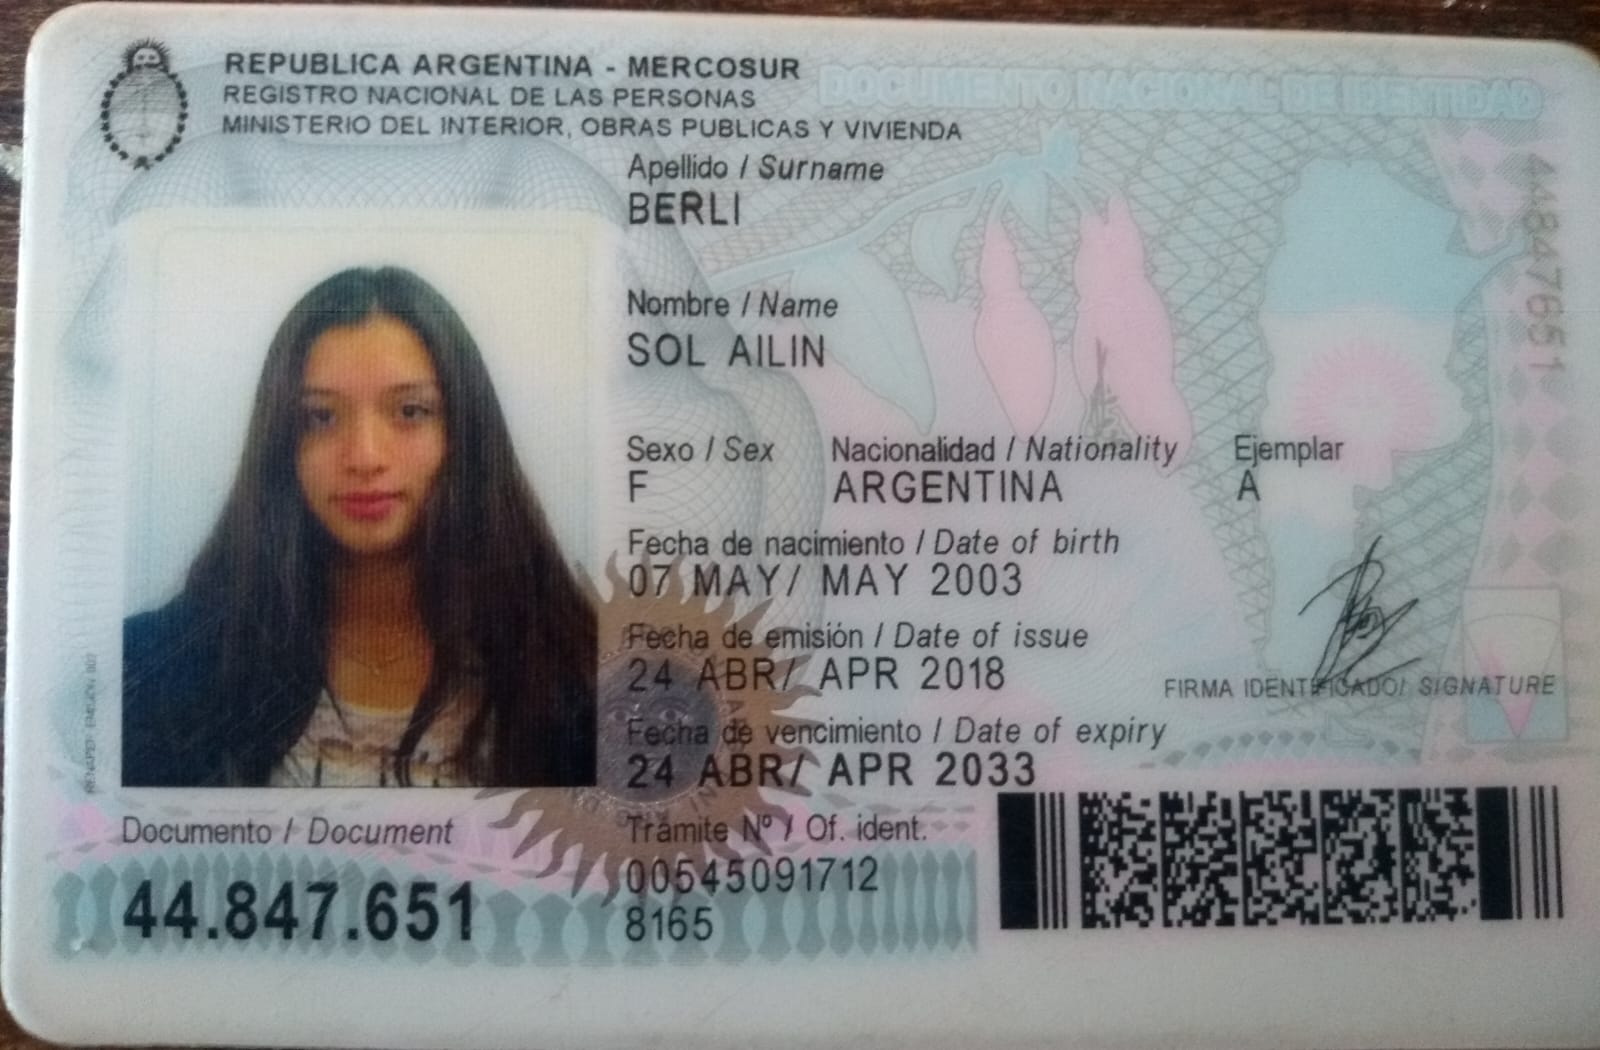 REPUBLICA ARGENTINA - MERCOSUR
REGISTRO NACIONAL DE LAS PERSONAS
MINISTERIO DEL INTERIOR, OBRAS PUBLICAS Y VIVIENDA
DOCUMENTO NACIONAL DE IDENTIDAD
Apellido / Surname
BERLI
Nombre / Name
SOL AILIN
Sexo / Sex Nacionalidad / Nationality Ejemplar
F ARGENTINA A
Fecha de nacimiento / Date of birth
07 MAY/ MAY 2003
Fecha de emisión / Date of issue
24 ABR/ APR 2018
FIRMA IDENTIFICADO/ SIGNATURE
Fecha de vencimiento / Date of expiry
24 ABR/ APR 2033
Documento / Document
44.847.651
Trámite Nº / Of. ident.
00545091712
8165
44847651